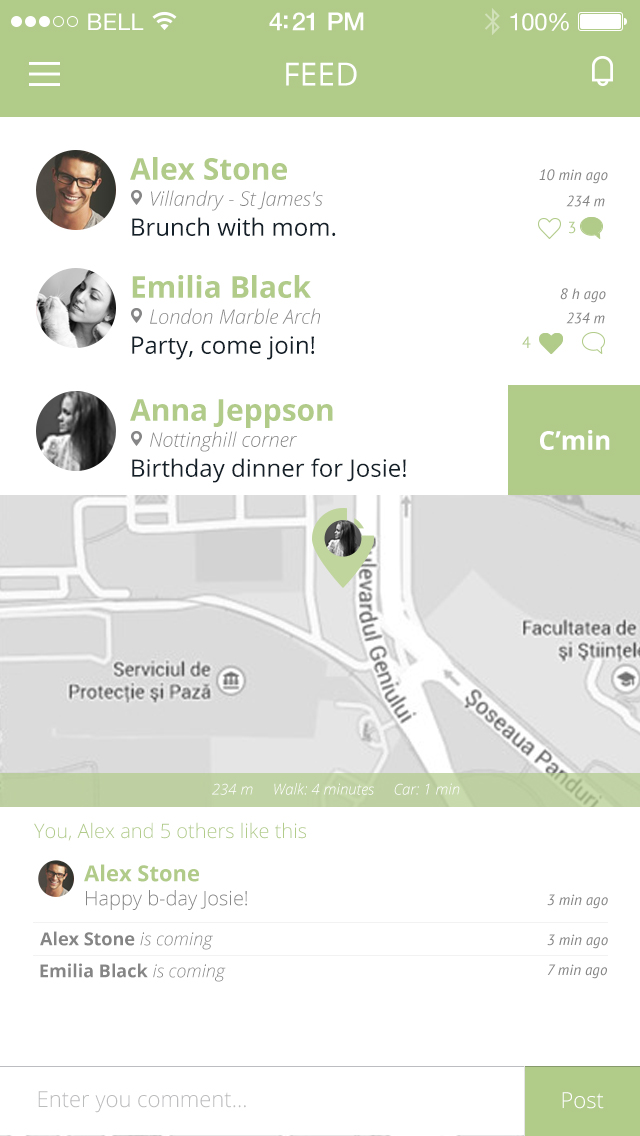 BELL 4:21 PM 100%
FEED
Alex Stone
10 min ago
Villandry - St James's
234 m
Brunch with mom.
3
Emilia Black
8 h ago
London Marble Arch
234 m
Party, come join!
4
Anna Jeppson
Nottinghill corner
Birthday dinner for Josie!
C'min
Bulevardul Geniului
Facultatea de
și Științele
Serviciul de
Protecție și Pază
Șoseaua Panduri
234 m Walk: 4 minutes Car: 1 min
You, Alex and 5 others like this
Alex Stone
Happy b-day Josie!
3 min ago
Alex Stone is coming 3 min ago
Emilia Black is coming 7 min ago
Enter you comment...
Post